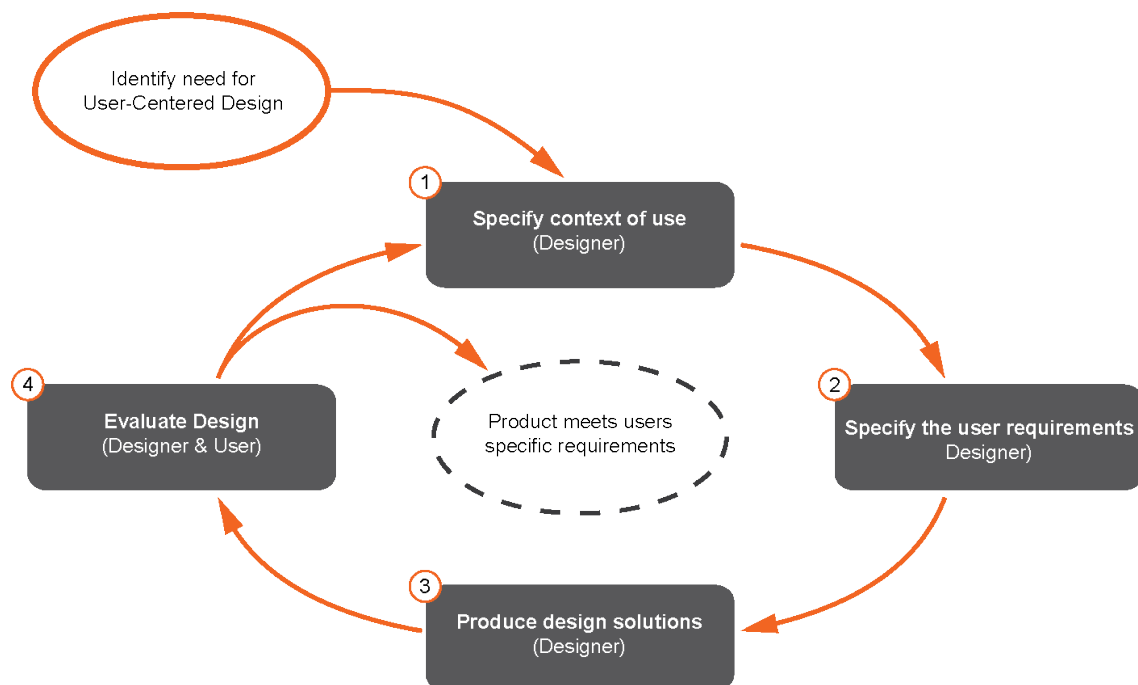 Identify need for
User-Centered Design
1
Specify context of use
(Designer)
4
Evaluate Design
(Designer & User)
Product meets users
specific requirements
2
Specify the user requirements
Designer)
3
Produce design solutions
(Designer)